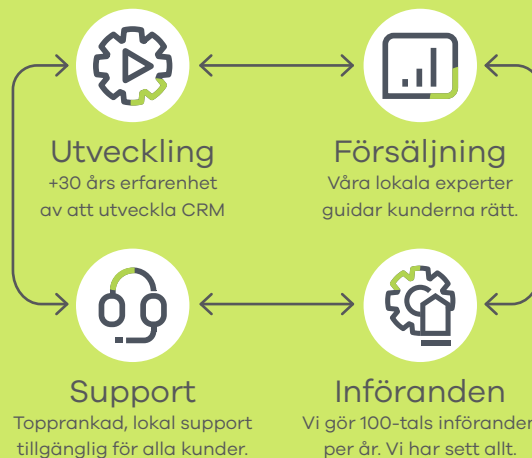 Utveckling
+30 års erfarenhet
av att utveckla CRM
Försäljning
Våra lokala experter
guidar kunderna rätt.
Support
Topprankad, lokal support
tillgänglig för alla kunder.
Införanden
Vi gör 100-tals införanden
per år. Vi har sett allt.